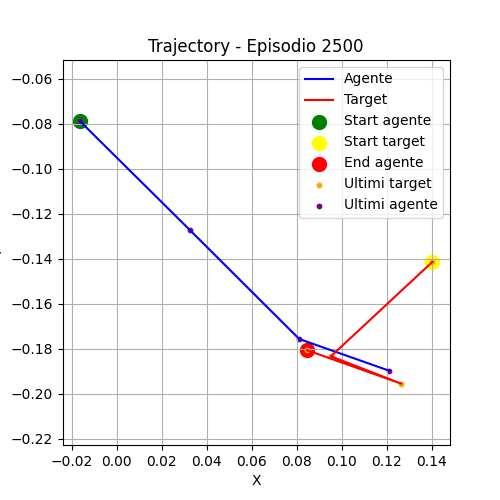 Trajectory - Episodio 2500
Agente
Target
Start agente
Start target
End agente
Ultimi target
Ultimi agente
−0.06
−0.08
−0.10
−0.12
−0.14
−0.16
−0.18
−0.20
−0.22
−0.02 0.00 0.02 0.04 0.06 0.08 0.10 0.12 0.14
X